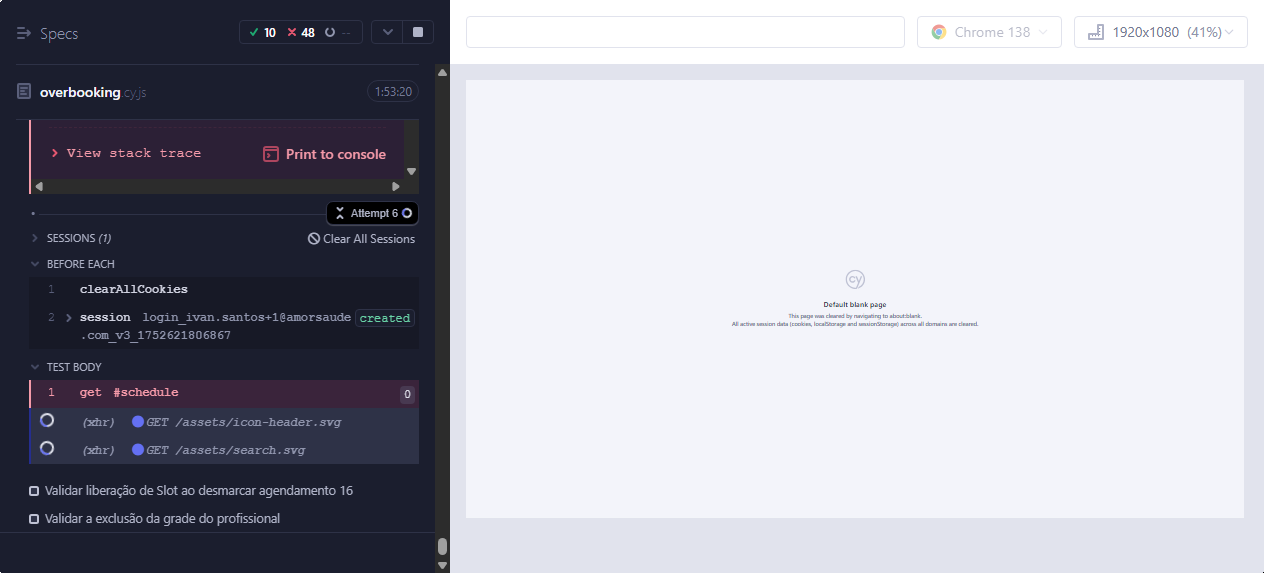 Specs
10 48 --
overbooking.cy.js
1:53:20
View stack trace
Print to console
Attempt 6
SESSIONS (1)
Clear All Sessions
BEFORE EACH
1 clearAllCookies
2 session login_ivan.santos+1@amorsaude created
.com_v3_1752621806867
TEST BODY
1 get #schedule 0
(xhr) GET /assets/icon-header.svg
(xhr) GET /assets/search.svg
Validar liberação de Slot ao desmarcar agendamento 16
Validar a exclusão da grade do profissional
Chrome 138
1920x1080 (41%)
cy
Default blank page
This page was cleared by navigating to about:blank.
All active session data (cookies, localStorage and sessionStorage) across all domains are cleared.